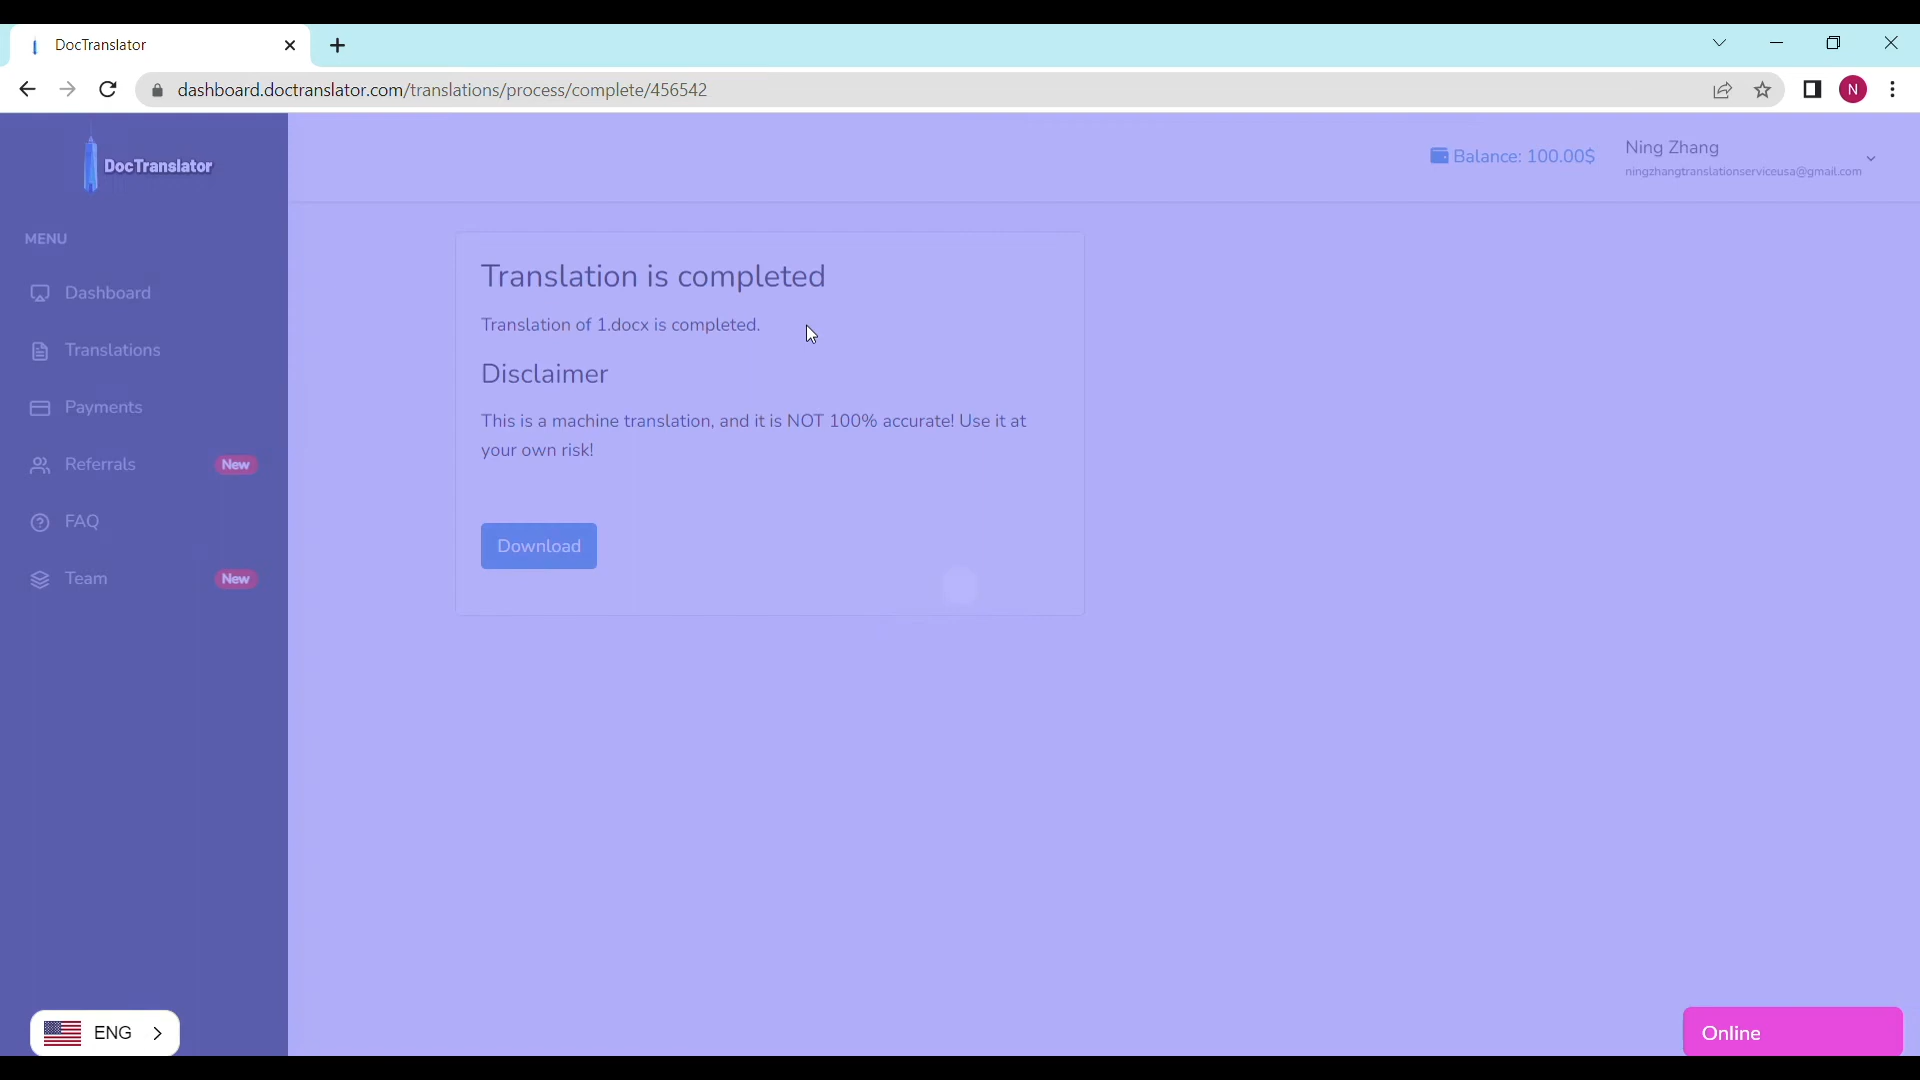 DocTranslator
dashboard.doctranslator.com/translations/process/complete/456542
N
DocTranslator
Balance: 100.00$
Ning Zhang
ningzhangtranslationserviceusa@gmail.com
MENU
Dashboard
Translations
Payments
Referrals New
FAQ
Team New
Translation is completed
Translation of 1.docx is completed.
Disclaimer
This is a machine translation, and it is NOT 100% accurate! Use it at
your own risk!
Download
ENG
Online